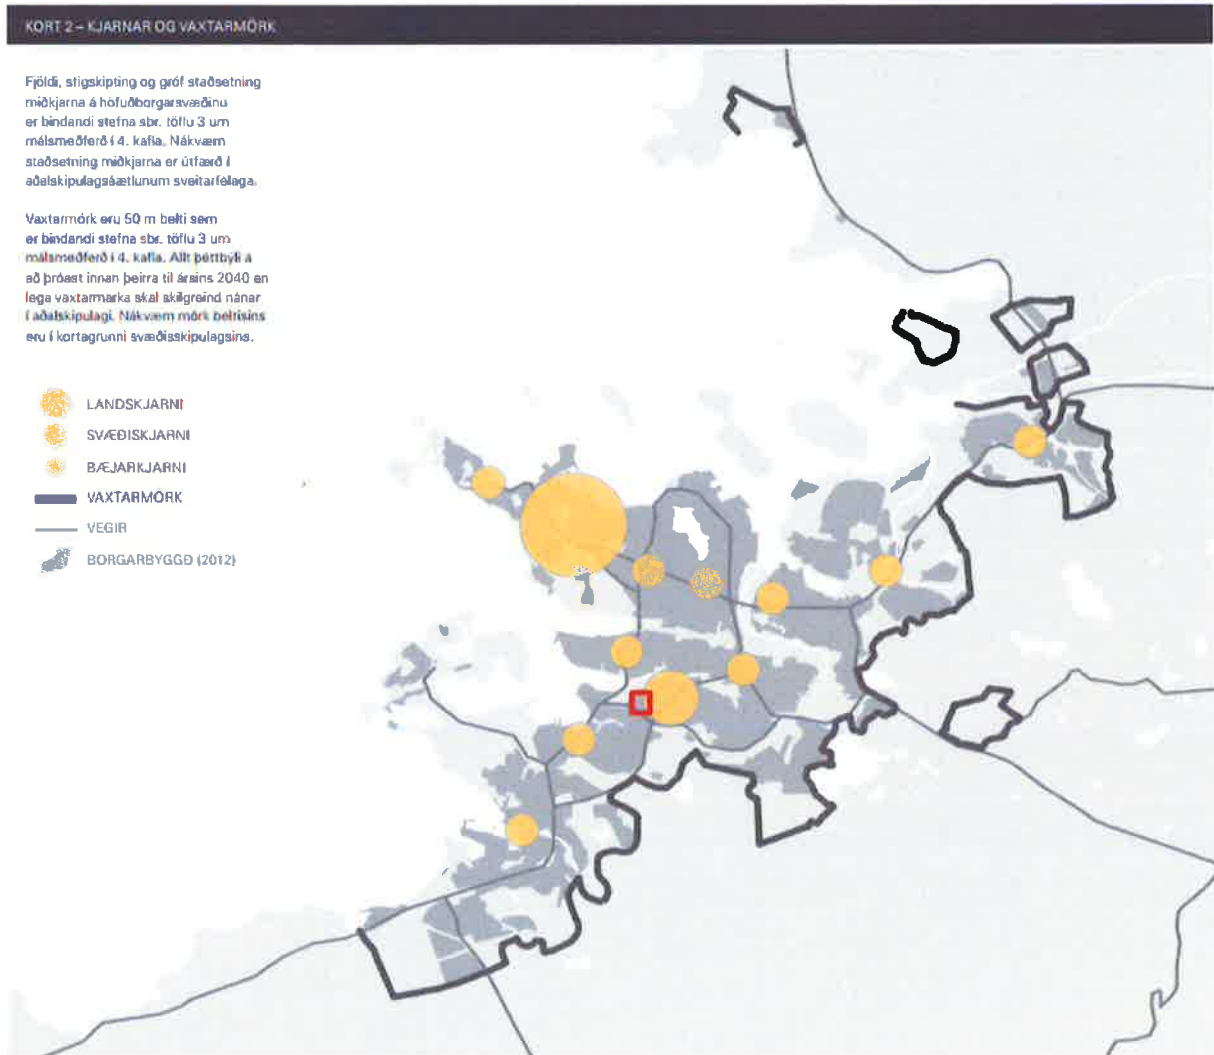 KORT 2 – KJARNAR OG VAXTARMÖRK
Fjöldi, stigskipting og gróf staðsetning
miðkjarna á höfuðborgarsvæðinu
er bindandi stefna sbr. töflu 3 um
málsmeðferð í 4. kafla. Nákvæm
staðsetning miðkjarna er útfærð í
aðalskipulagsáætlunum sveitarfélaga.
Vaxtarmörk eru 50 m belti sem
er bindandi stefna sbr. töflu 3 um
málsmeðferð í 4. kafla. Allt þéttbýli á
að þróast innan þeirra til ársins 2040 en
lega vaxtarmarka skal skilgreind nánar
í aðalskipulagi. Nákvæm mörk beltisins
eru í kortagrunni svæðisskipulagsins.
LANDSKJARNI
SVÆÐISKJARNI
BÆJARKJARNI
VAXTARMÖRK
VEGIR
BORGARBYGGÐ (2012)